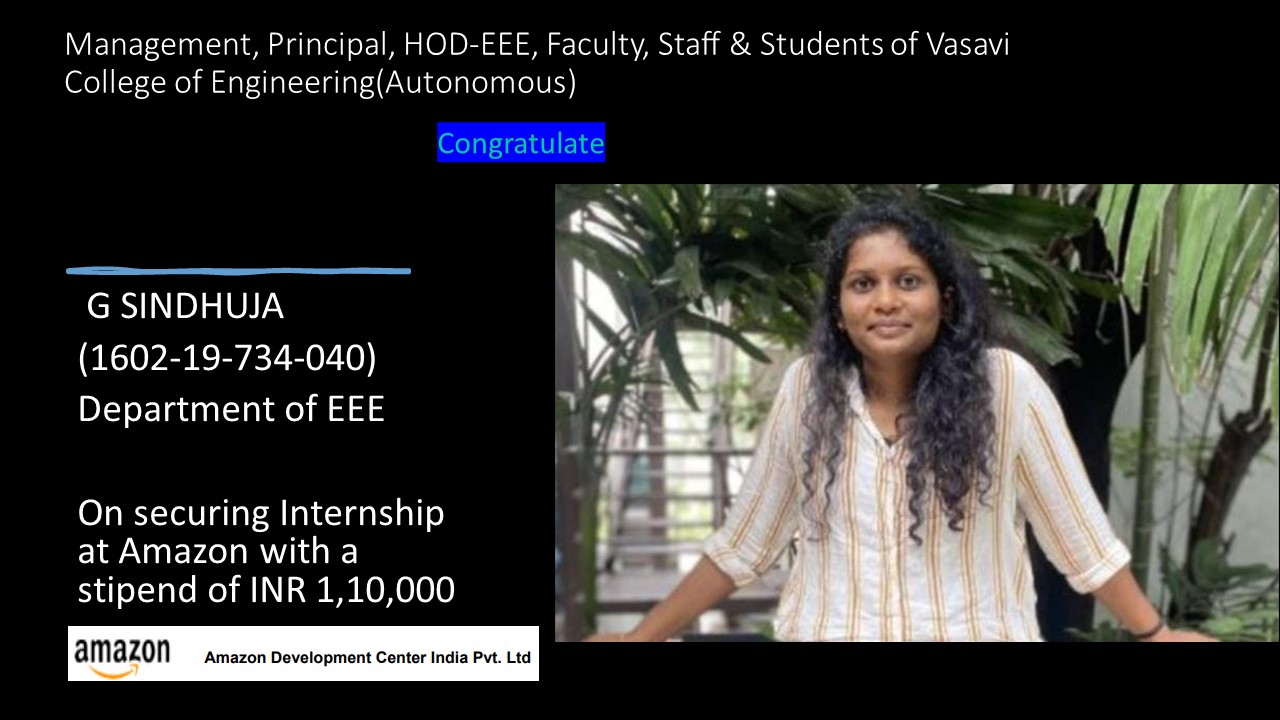 Management, Principal, HOD-EEE, Faculty, Staff & Students of Vasavi
College of Engineering(Autonomous)
Congratulate
G SINDHUJA
(1602-19-734-040)
Department of EEE
On securing Internship
at Amazon with a
stipend of INR 1,10,000
amazon Amazon Development Center India Pvt. Ltd